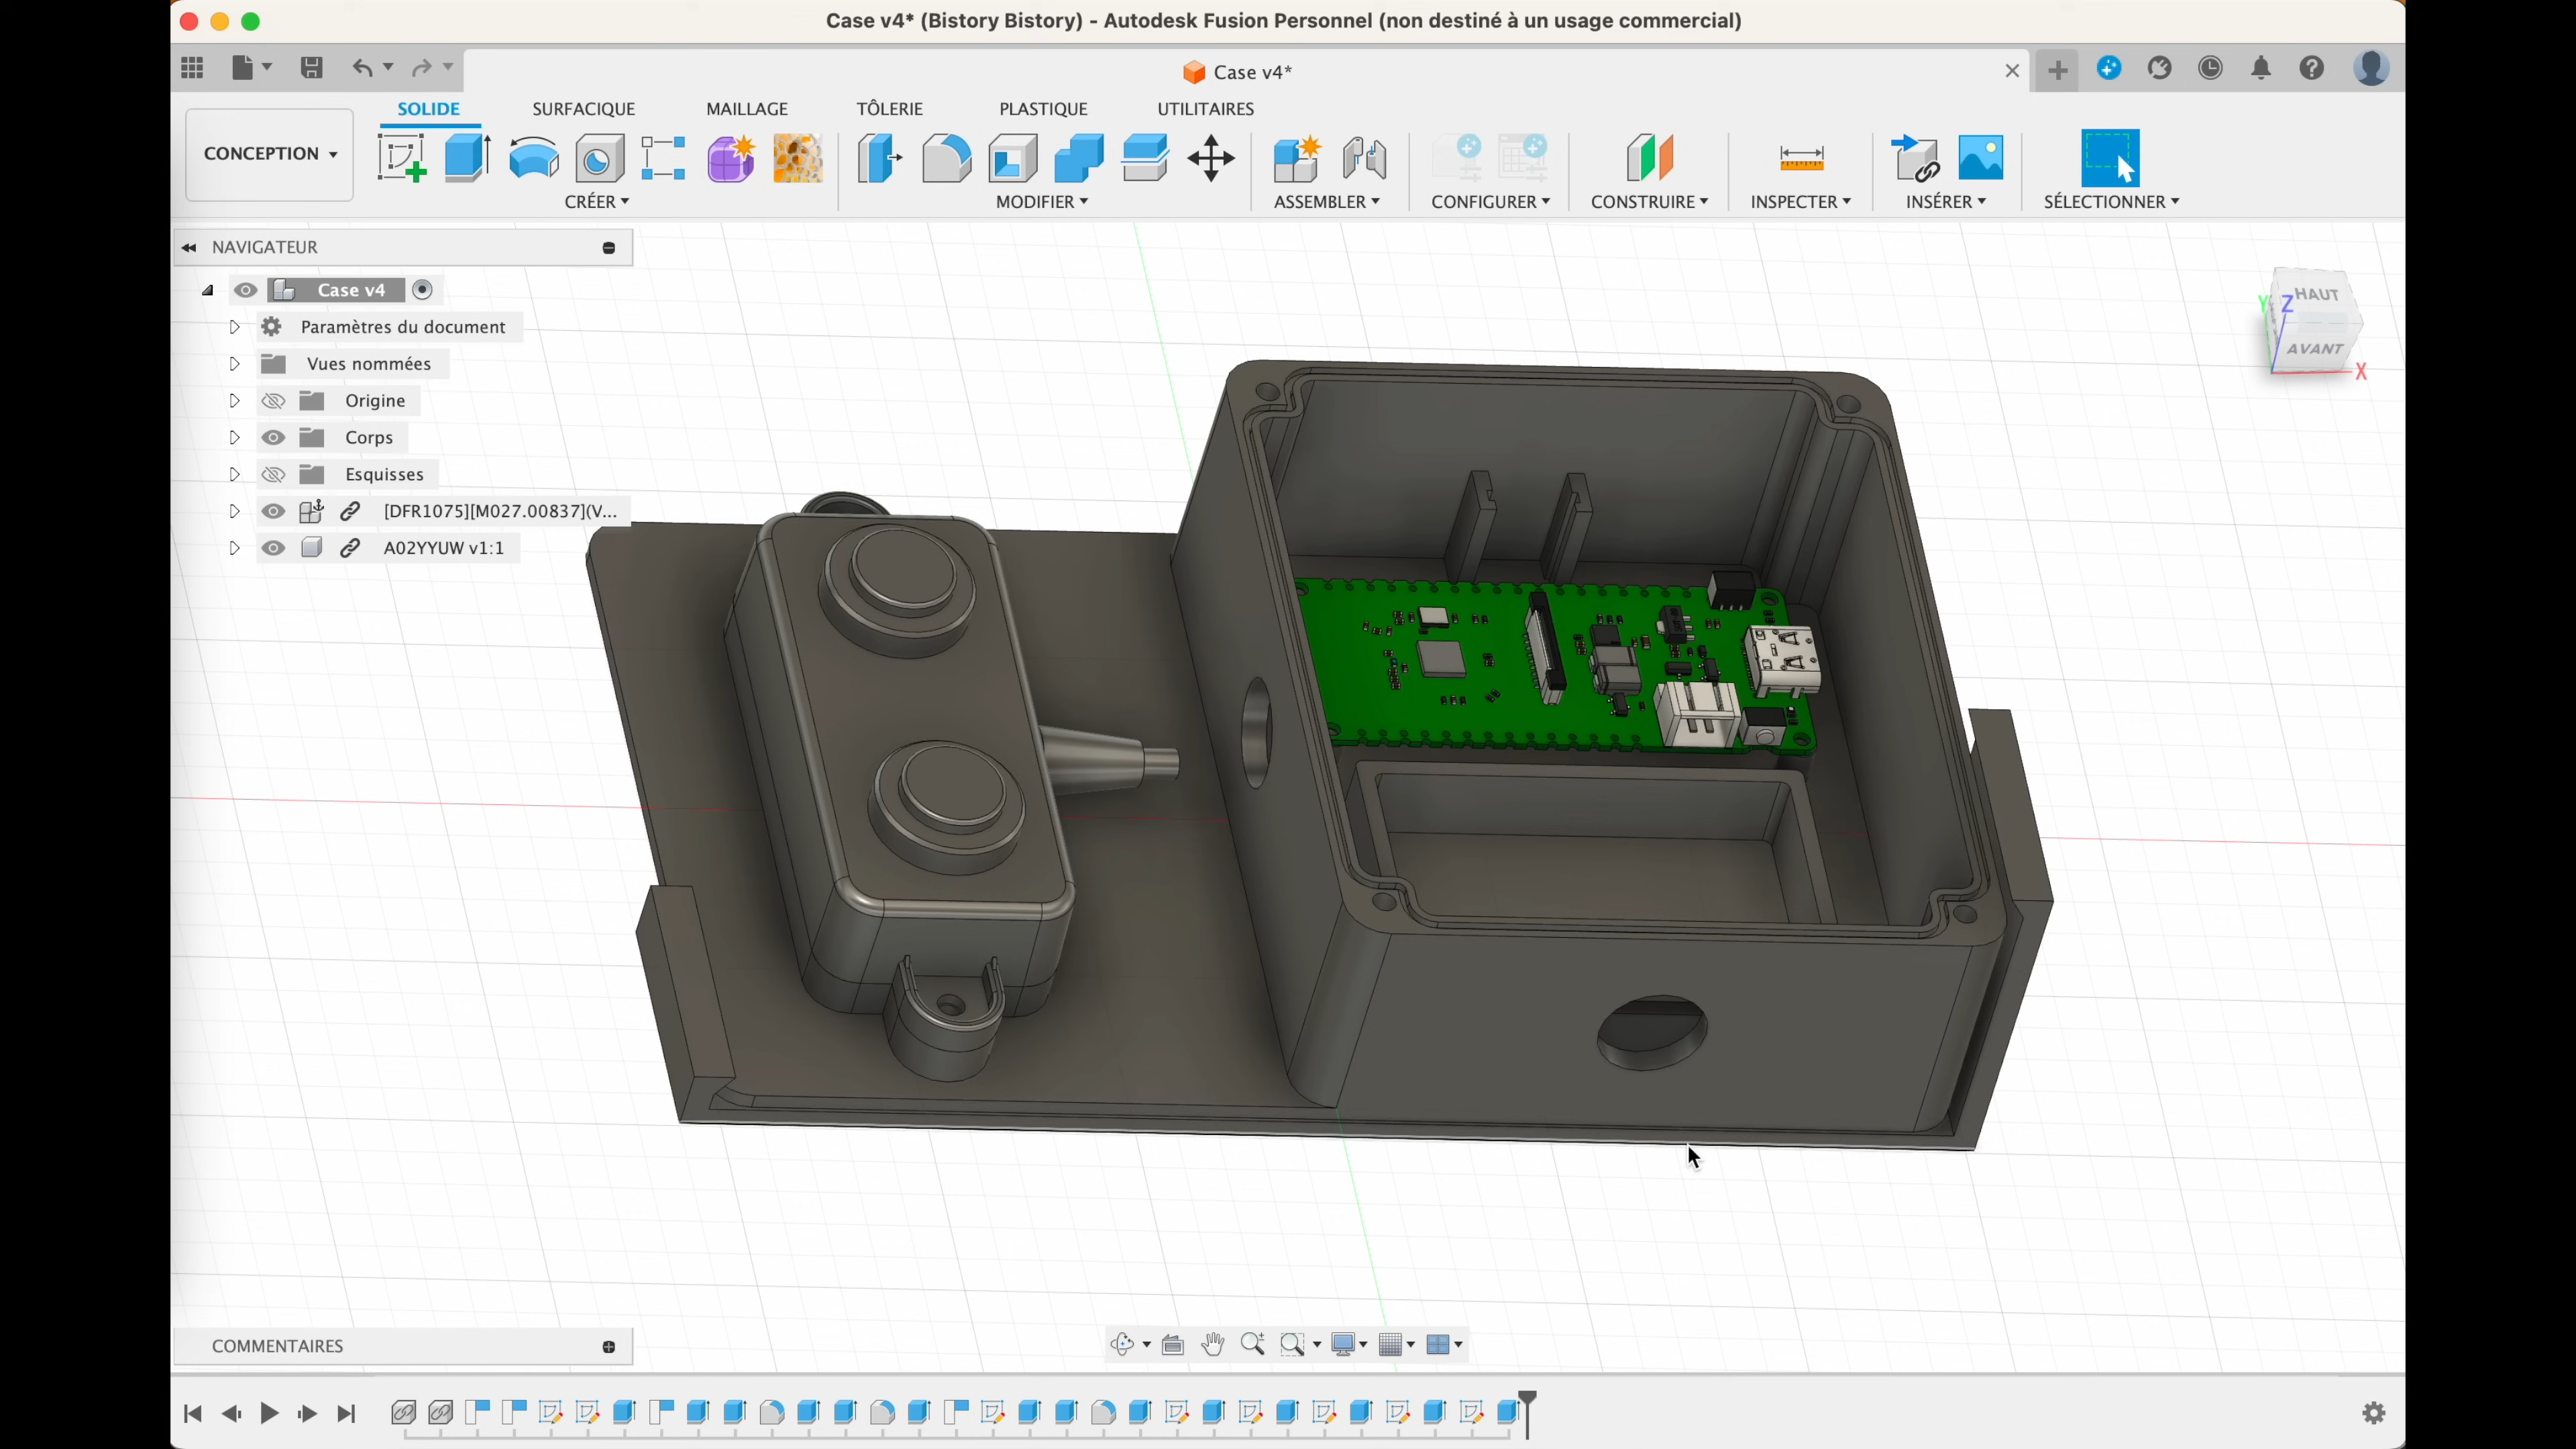 Case v4* (Bistory Bistory) - Autodesk Fusion Personnel (non destiné à un usage commercial)
Case v4*
CONCEPTION
SOLIDE SURFACIQUE MAILLAGE TÔLERIE PLASTIQUE UTILITAIRES
CRÉER MODIFIER ASSEMBLER CONFIGURER CONSTRUIRE INSPECTER INSÉRER SÉLECTIONNER
NAVIGATEUR
Case v4
Paramètres du document
Vues nommées
Origine
Corps
Esquisses
[DFR1075][M027.00837](V...
A02YYUW v1:1
HAUT
AVANT
Y
Z
X
COMMENTAIRES